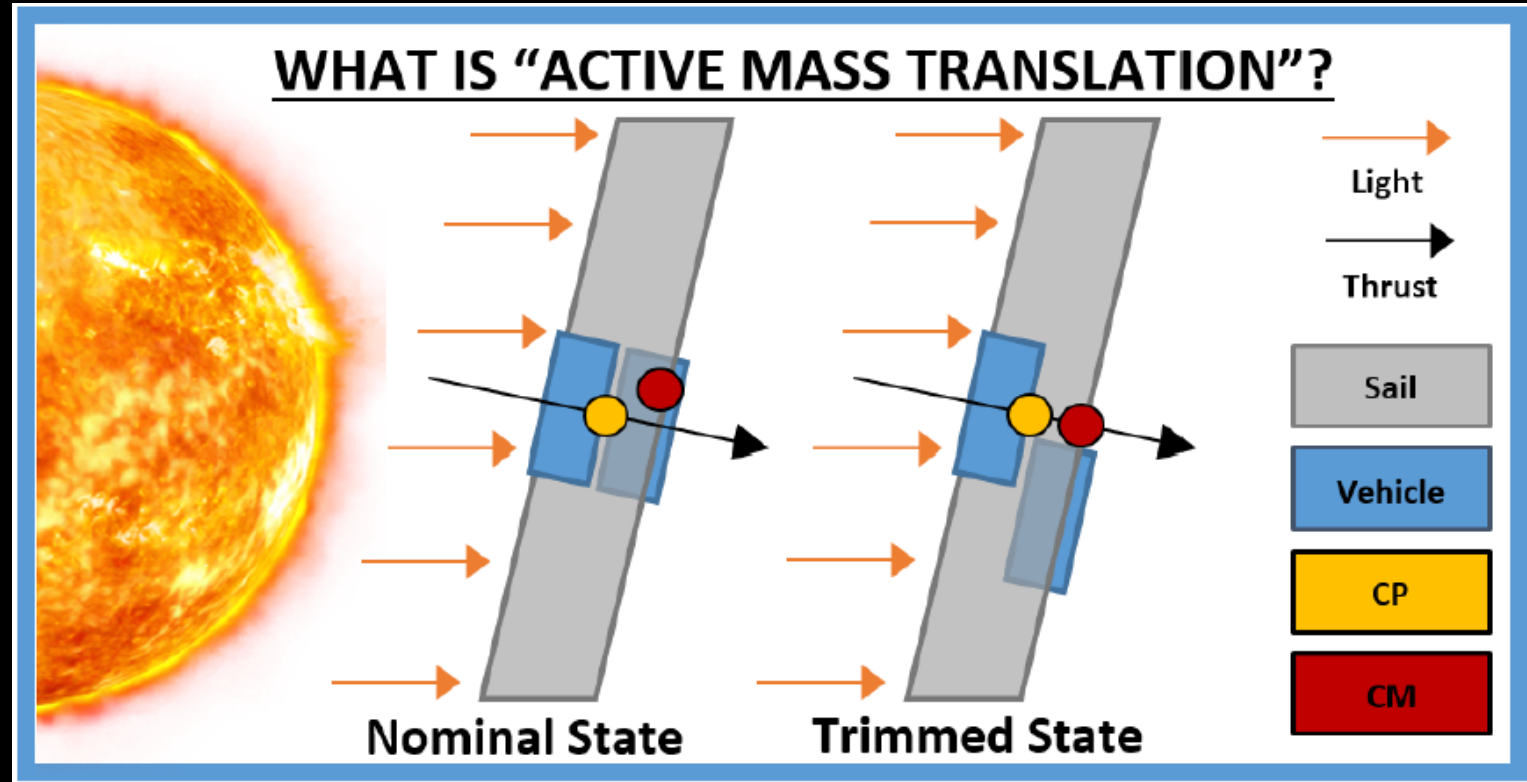 WHAT IS “ACTIVE MASS TRANSLATION”?
Light
Thrust
Sail
Vehicle
CP
CM
Nominal State
Trimmed State